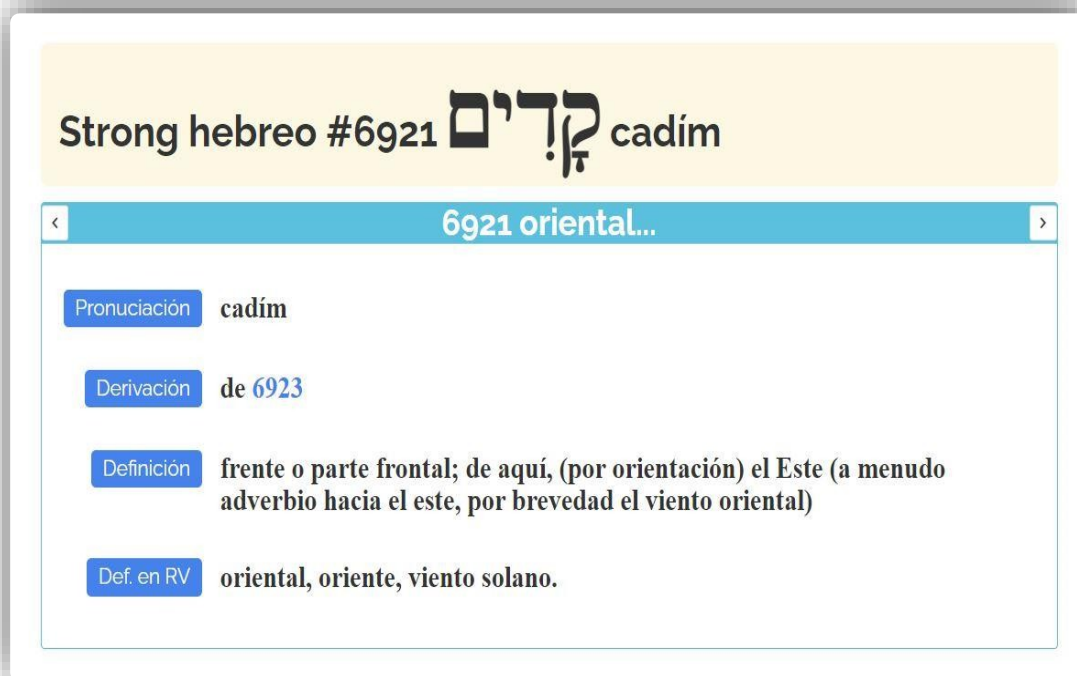 Strong hebreo #6921 קָדִים cadím
‹ 6921 oriental... ›
Pronuciación cadím
Derivación de 6923
Definición frente o parte frontal; de aquí, (por orientación) el Este (a menudo
adverbio hacia el este, por brevedad el viento oriental)
Def. en RV oriental, oriente, viento solano.